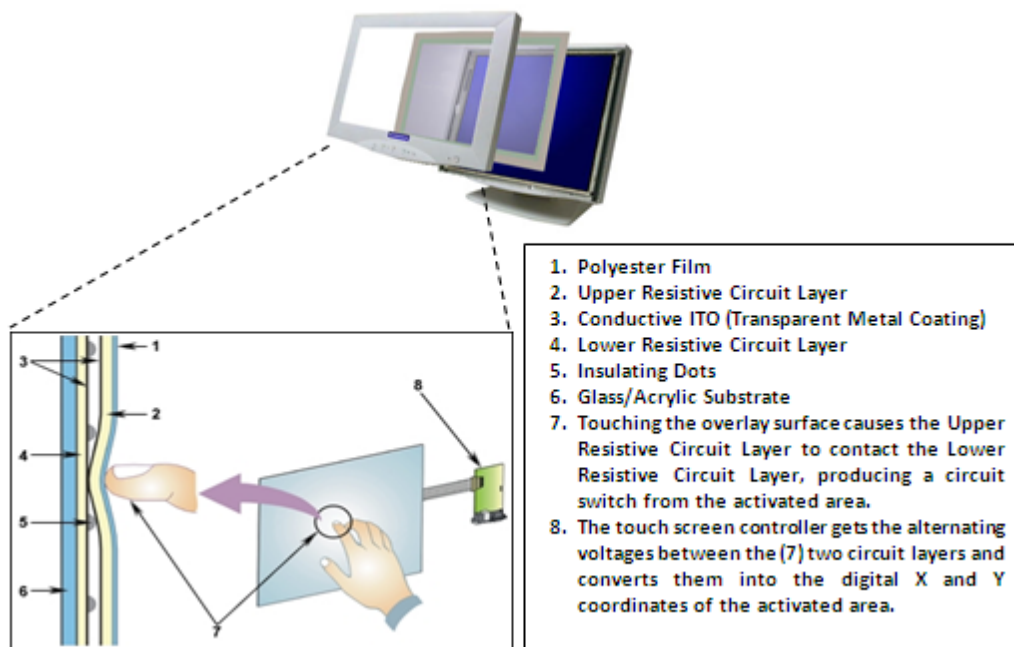 1. Polyester Film
2. Upper Resistive Circuit Layer
3. Conductive ITO (Transparent Metal Coating)
4. Lower Resistive Circuit Layer
5. Insulating Dots
6. Glass/Acrylic Substrate
7. Touching the overlay surface causes the Upper
Resistive Circuit Layer to contact the Lower
Resistive Circuit Layer, producing a circuit
switch from the activated area.
8. The touch screen controller gets the alternating
voltages between the (7) two circuit layers and
converts them into the digital X and Y
coordinates of the activated area.
1
3
2
8
4
5
6
7